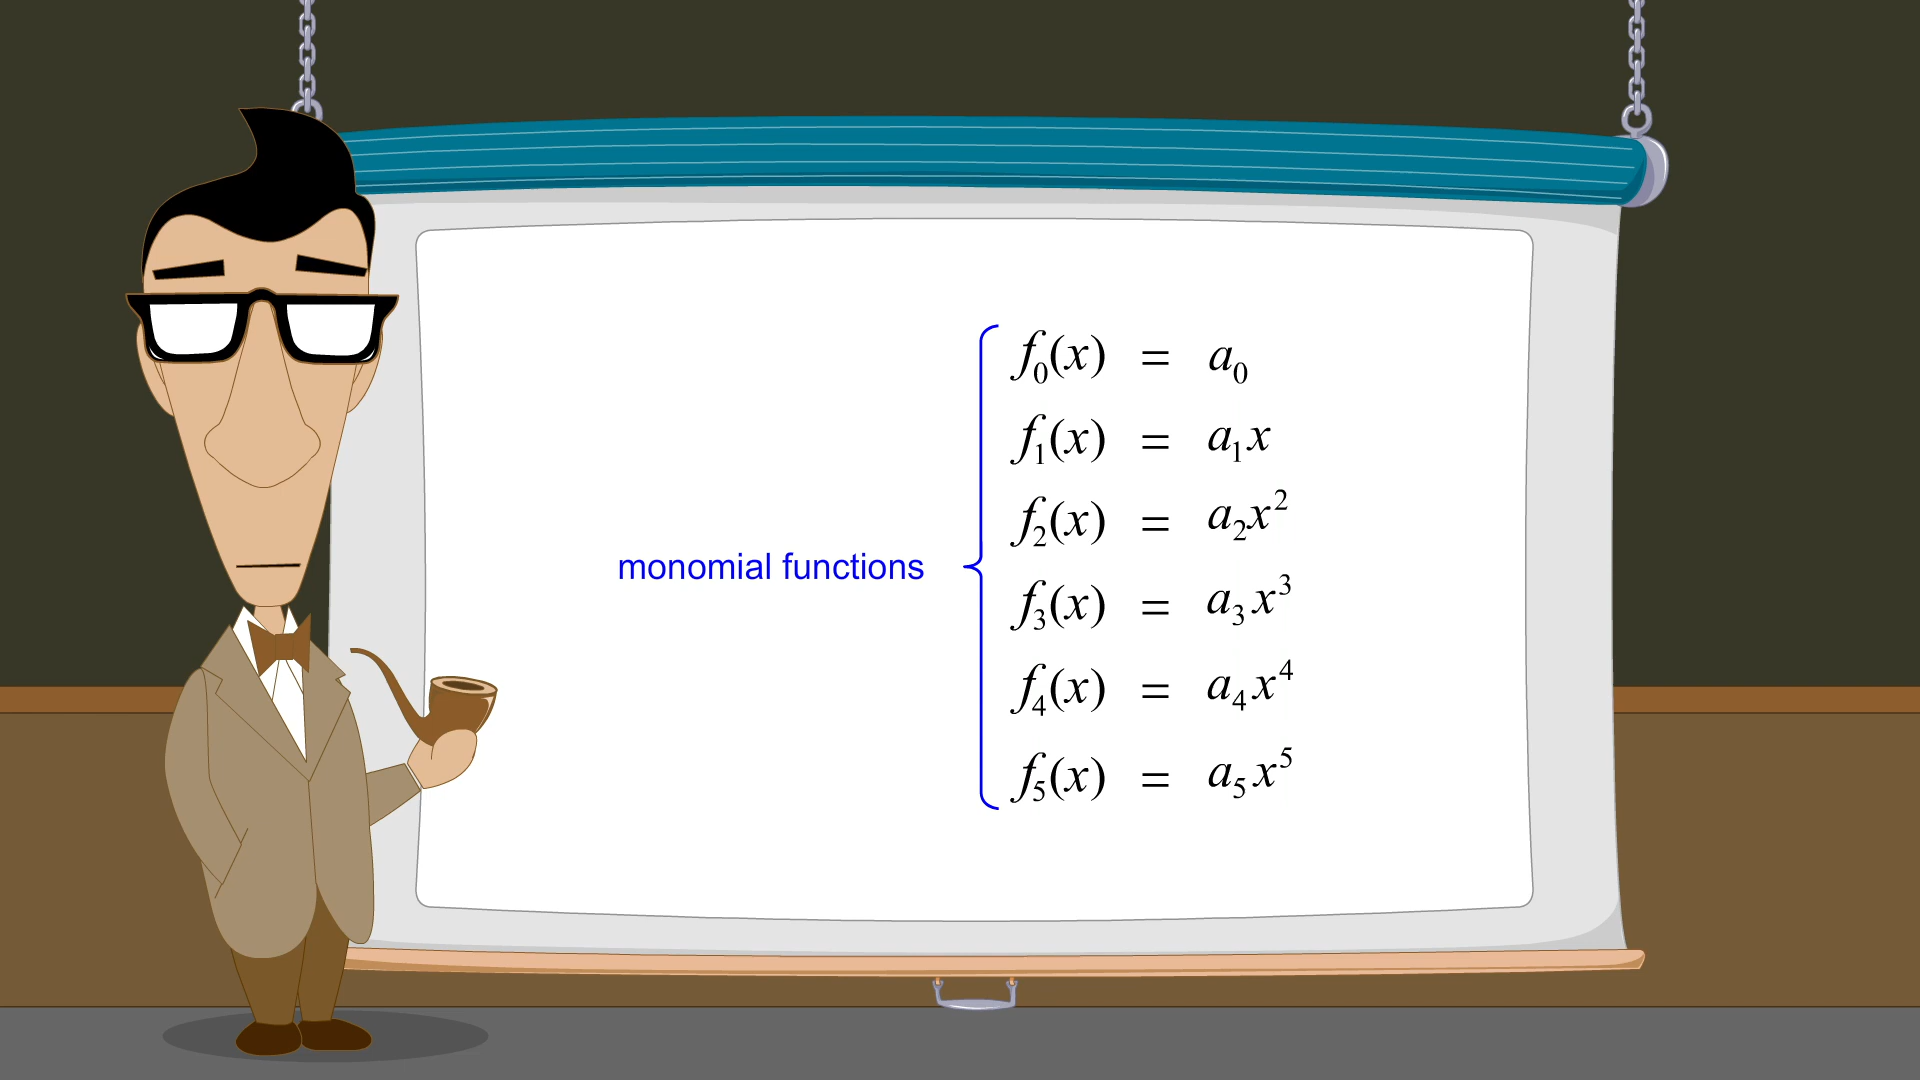 f₀(x) = a₀
f₁(x) = a₁x
f₂(x) = a₂x²
monomial functions
f₃(x) = a₃x³
f₄(x) = a₄x⁴
f₅(x) = a₅x⁵